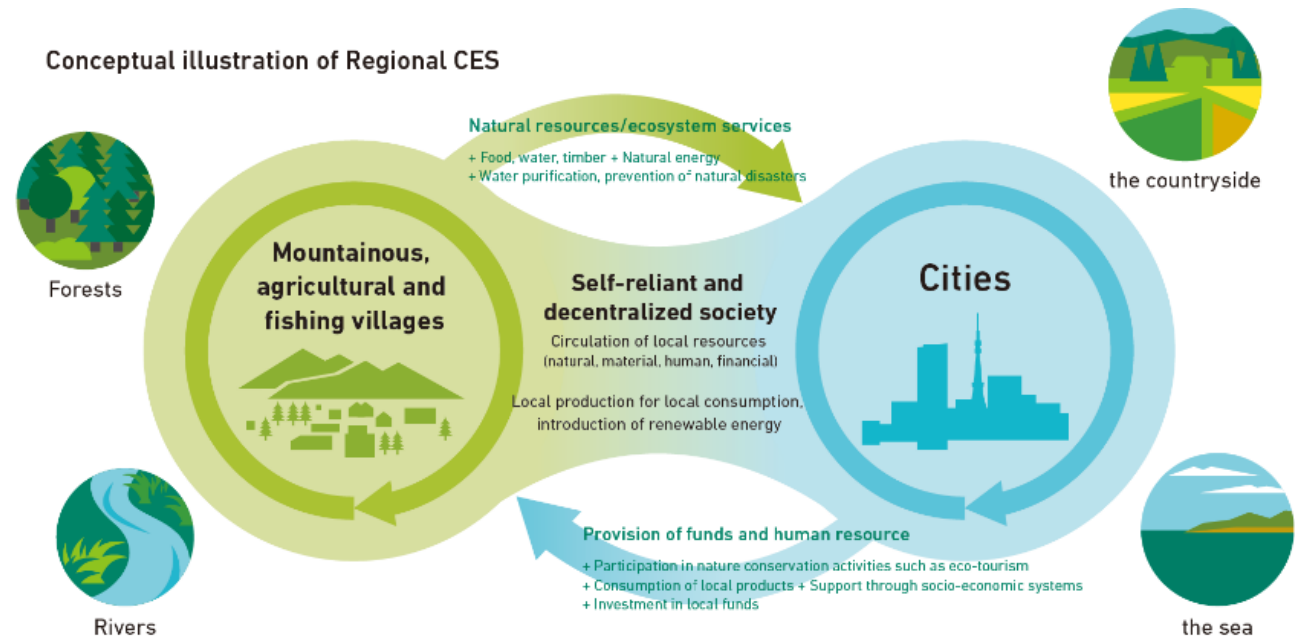 Conceptual illustration of Regional CES
Natural resources/ecosystem services
+ Food, water, timber + Natural energy
+ Water purification, prevention of natural disasters
the countryside
Forests
Mountainous,
agricultural and
fishing villages
Self-reliant and
decentralized society
Circulation of local resources
(natural, material, human, financial)
Local production for local consumption,
introduction of renewable energy
Cities
Provision of funds and human resource
+ Participation in nature conservation activities such as eco-tourism
+ Consumption of local products + Support through socio-economic systems
+ Investment in local funds
Rivers
the sea